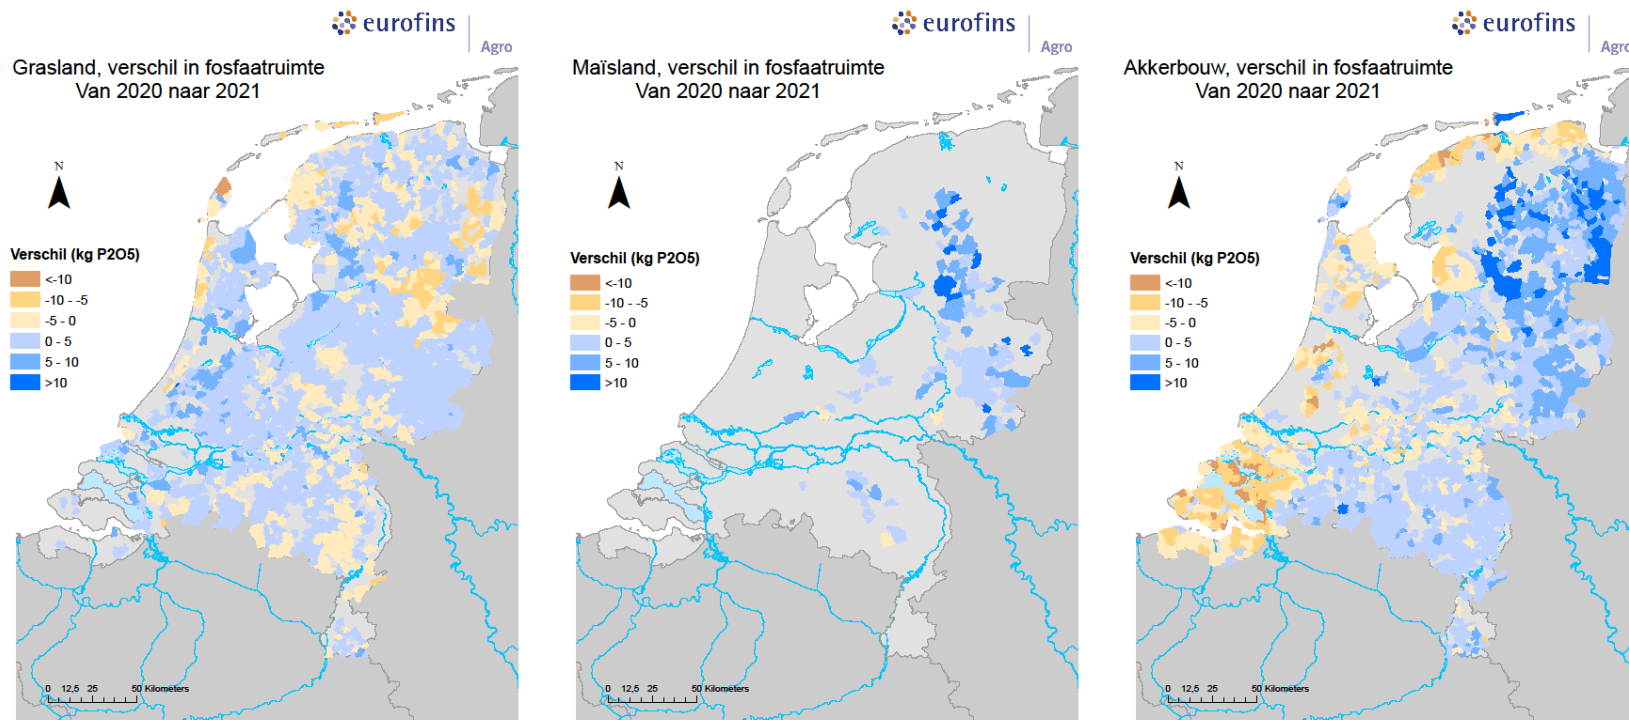 eurofins
Agro
Grasland, verschil in fosfaatruimte
Van 2020 naar 2021
N
Verschil (kg P2O5)
<-10
-10 - -5
-5 - 0
0 - 5
5 - 10
>10
0 12,5 25 50 Kilometers
eurofins
Agro
Maïsland, verschil in fosfaatruimte
Van 2020 naar 2021
N
Verschil (kg P2O5)
<-10
-10 - -5
-5 - 0
0 - 5
5 - 10
>10
0 12,5 25 50 Kilometers
eurofins
Agro
Akkerbouw, verschil in fosfaatruimte
Van 2020 naar 2021
N
Verschil (kg P2O5)
<-10
-10 - -5
-5 - 0
0 - 5
5 - 10
>10
0 12,5 25 50 Kilometers